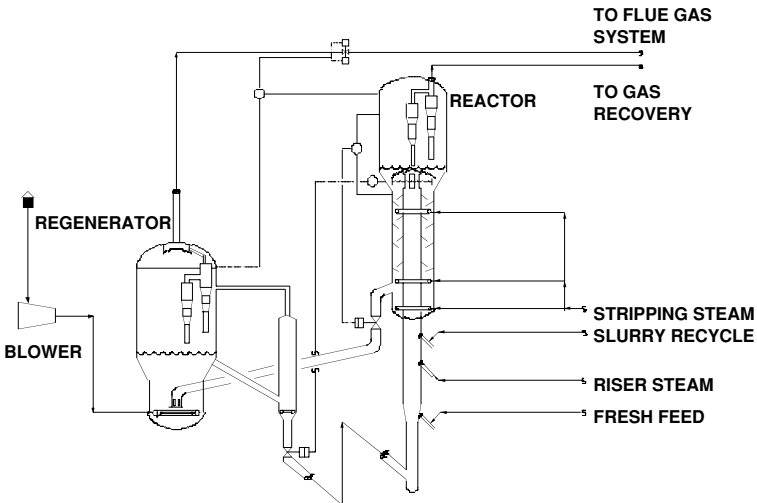 TO FLUE GAS
SYSTEM
TO GAS
RECOVERY
REACTOR
REGENERATOR
BLOWER
STRIPPING STEAM
SLURRY RECYCLE
RISER STEAM
FRESH FEED